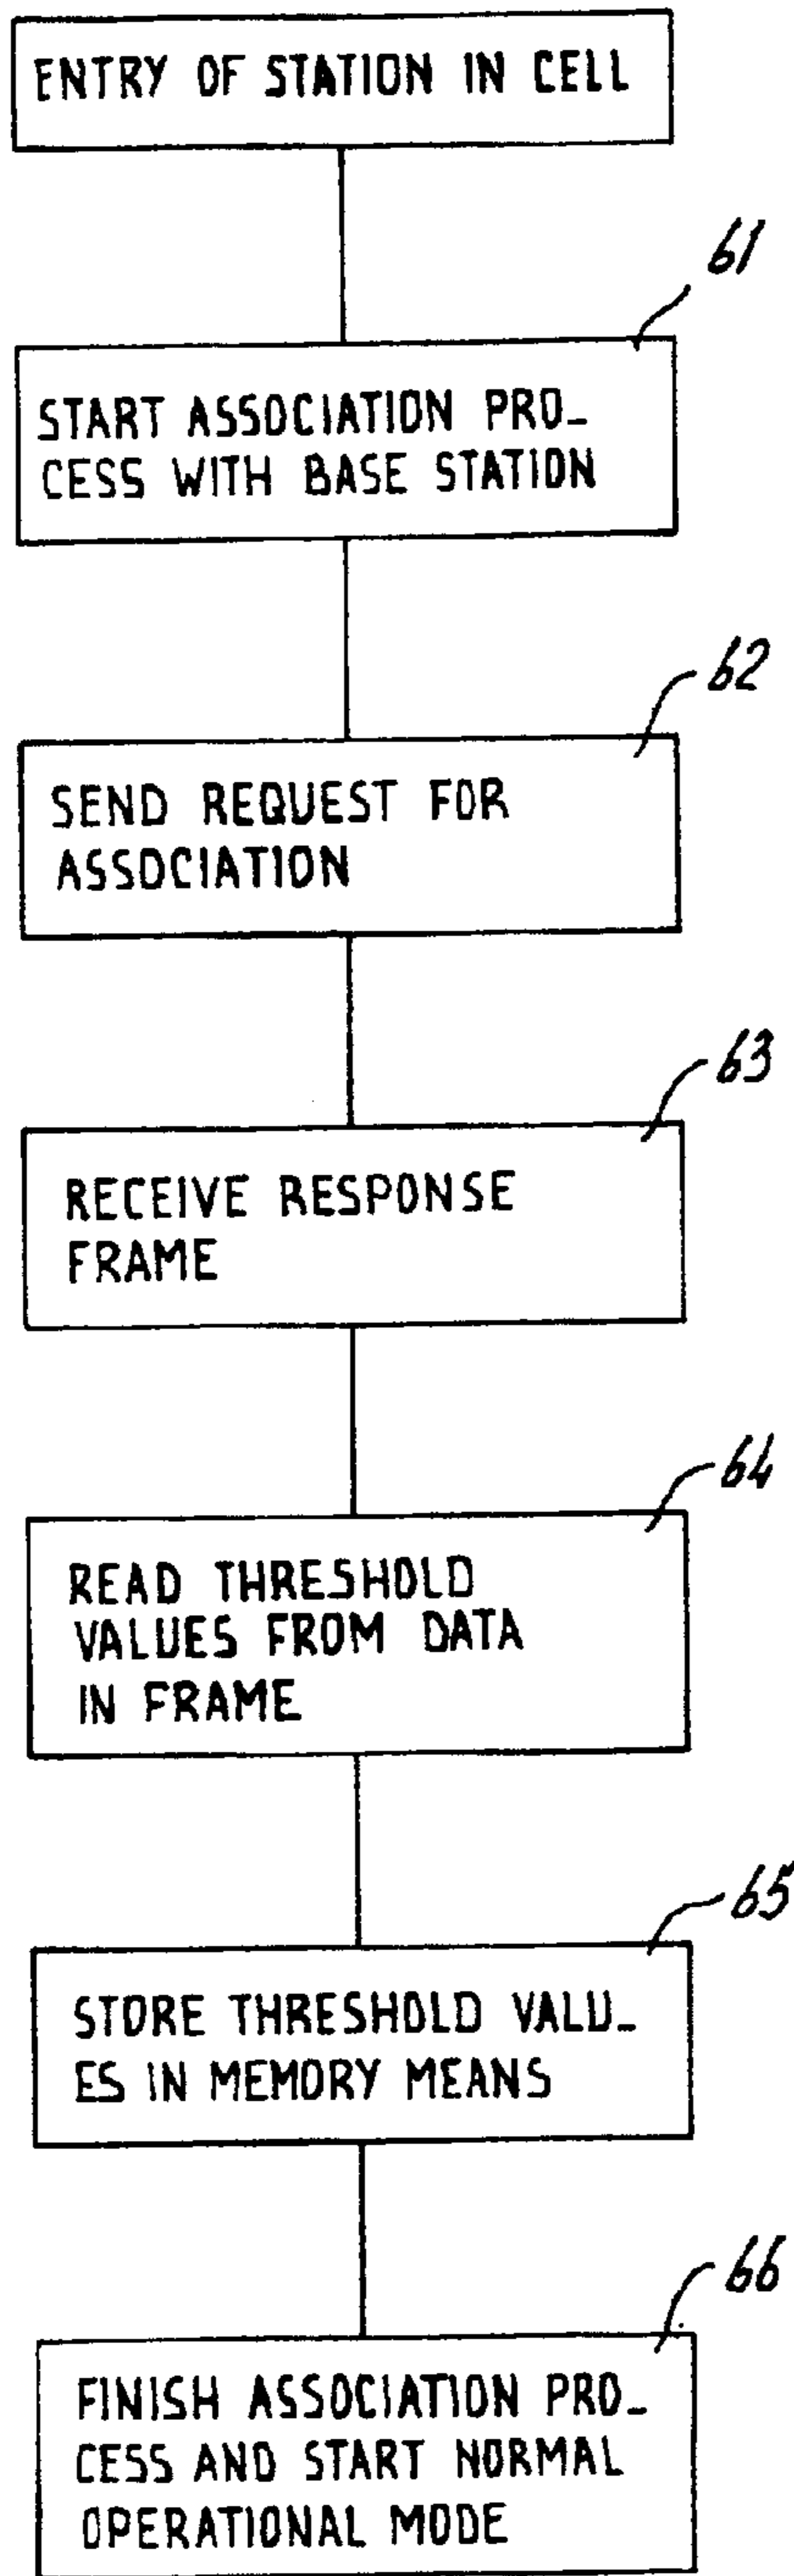 ENTRY OF STATION IN CELL
61
START ASSOCIATION PRO_
CESS WITH BASE STATION
62
SEND REQUEST FOR
ASSOCIATION
63
RECEIVE RESPONSE
FRAME
64
READ THRESHOLD
VALUES FROM DATA
IN FRAME
65
STORE THRESHOLD VALU_
ES IN MEMORY MEANS
66
FINISH ASSOCIATION PRO_
CESS AND START NORMAL
OPERATIONAL MODE